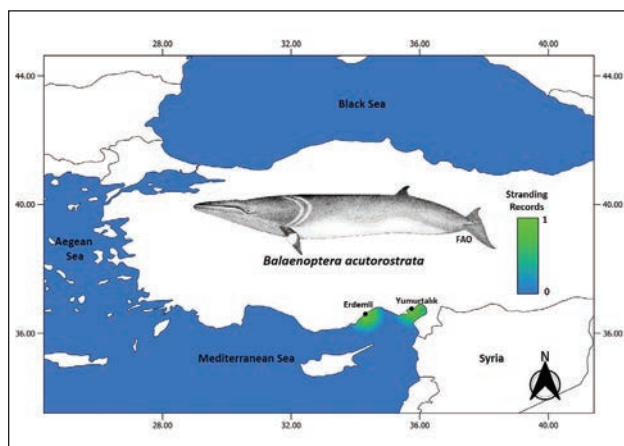 28.00 32.00 36.00 40.00
44.00 44.00
Black Sea
Stranding
Records
1
0
40.00 40.00
Aegean
Sea
FAO
Balaenoptera acutorostrata
Erdemli Yumurtalık
36.00 36.00
Mediterranean Sea
Syria
N
28.00 32.00 36.00 40.00